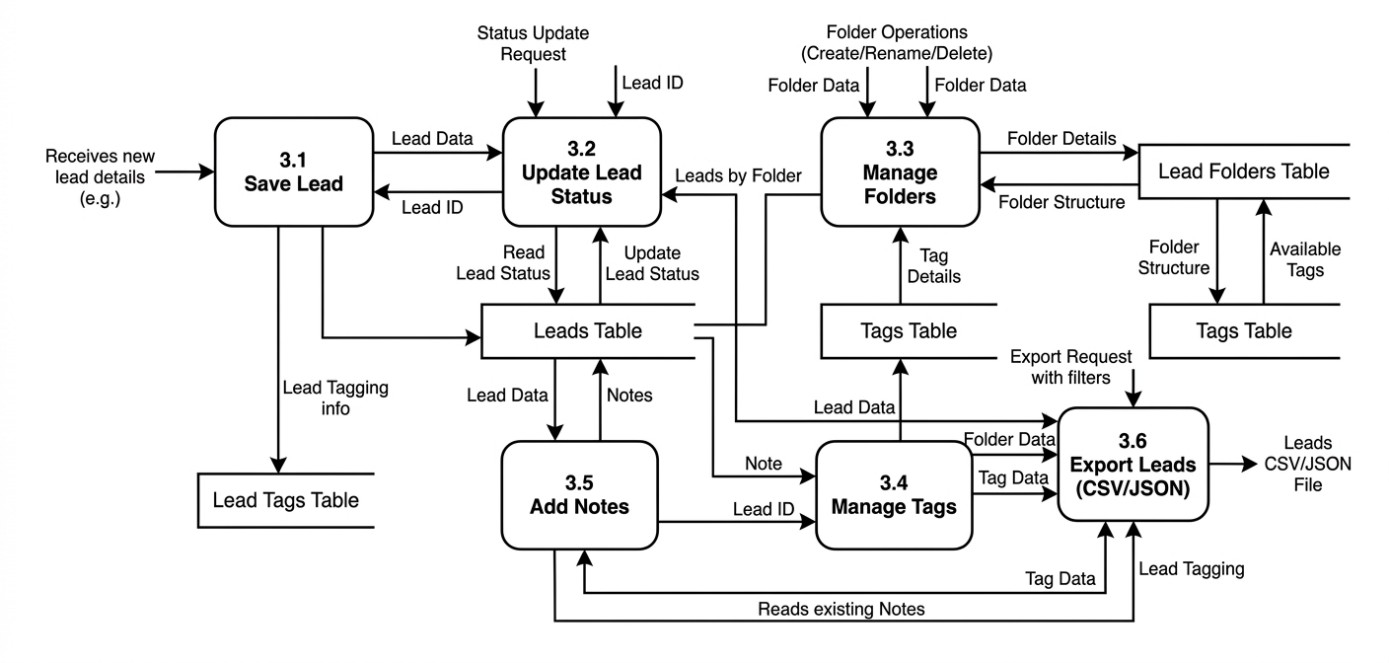 Status Update
Request
Lead ID
Folder Operations
(Create/Rename/Delete)
Folder Data
Folder Data
Receives new
lead details
(e.g.)
3.1
Save Lead
Lead Data
Lead ID
3.2
Update Lead
Status
Leads by Folder
3.3
Manage
Folders
Folder Details
Folder Structure
Lead Folders Table
Read
Lead Status
Update
Lead Status
Tag
Details
Folder
Structure
Available
Tags
Leads Table
Tags Table
Tags Table
Lead Tagging
info
Lead Data
Notes
Lead Data
Export Request
with filters
Lead Tags Table
3.5
Add Notes
Note
Lead ID
3.4
Manage Tags
Folder Data
Tag Data
3.6
Export Leads
(CSV/JSON)
Leads
CSV/JSON
File
Tag Data
Lead Tagging
Reads existing Notes